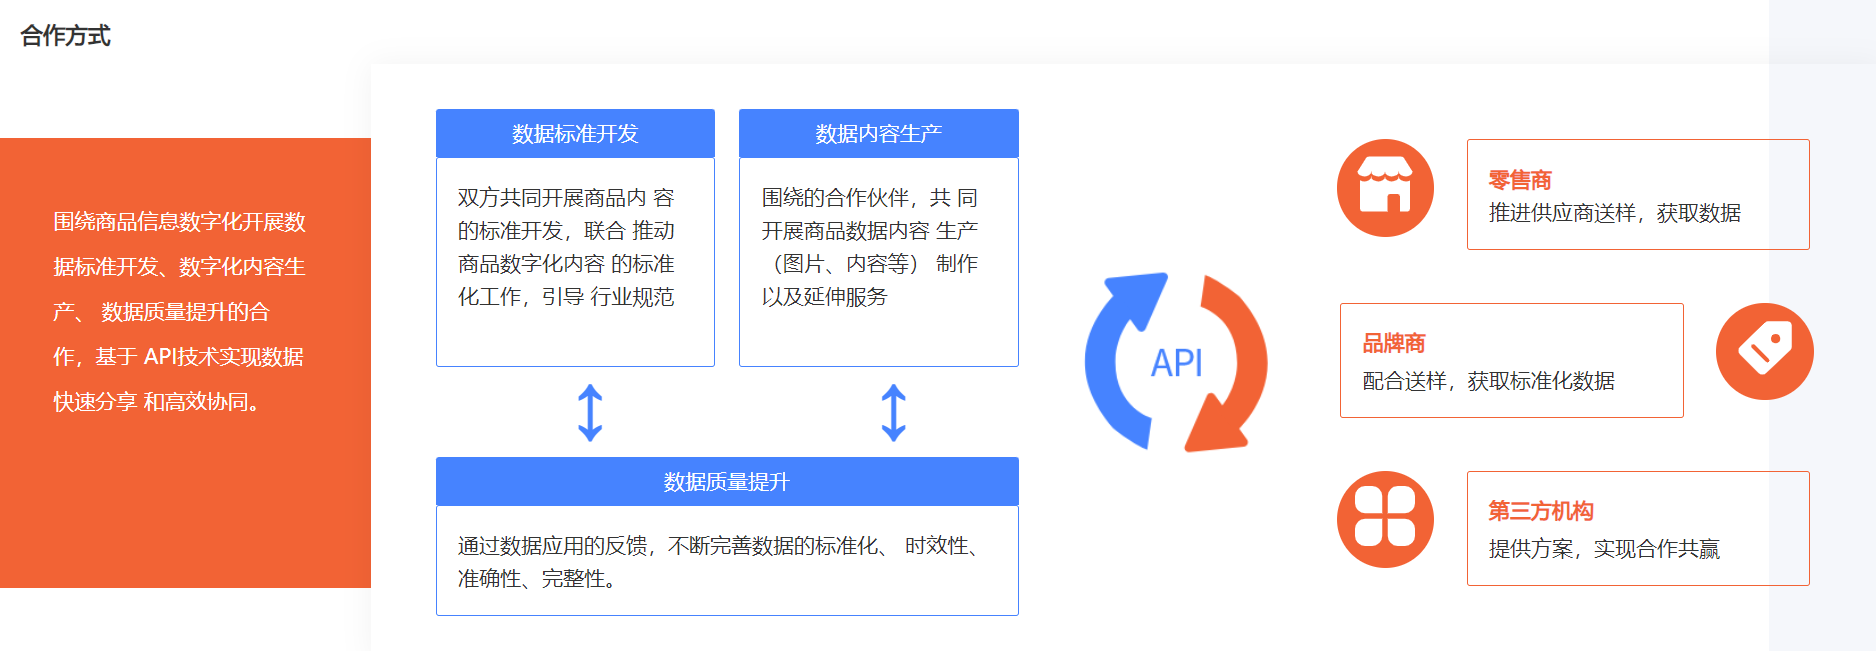 合作方式
围绕商品信息数字化开展数
据标准开发、数字化内容生
产、 数据质量提升的合
作，基于 API技术实现数据
快速分享 和高效协同。
数据标准开发
双方共同开展商品内 容
的标准开发，联合 推动
商品数字化内容 的标准
化工作，引导 行业规范
数据内容生产
围绕的合作伙伴，共 同
开展商品数据内容 生产
（图片、内容等） 制作
以及延伸服务
数据质量提升
通过数据应用的反馈，不断完善数据的标准化、 时效性、
准确性、完整性。
API
零售商
推进供应商送样，获取数据
品牌商
配合送样，获取标准化数据
第三方机构
提供方案，实现合作共赢